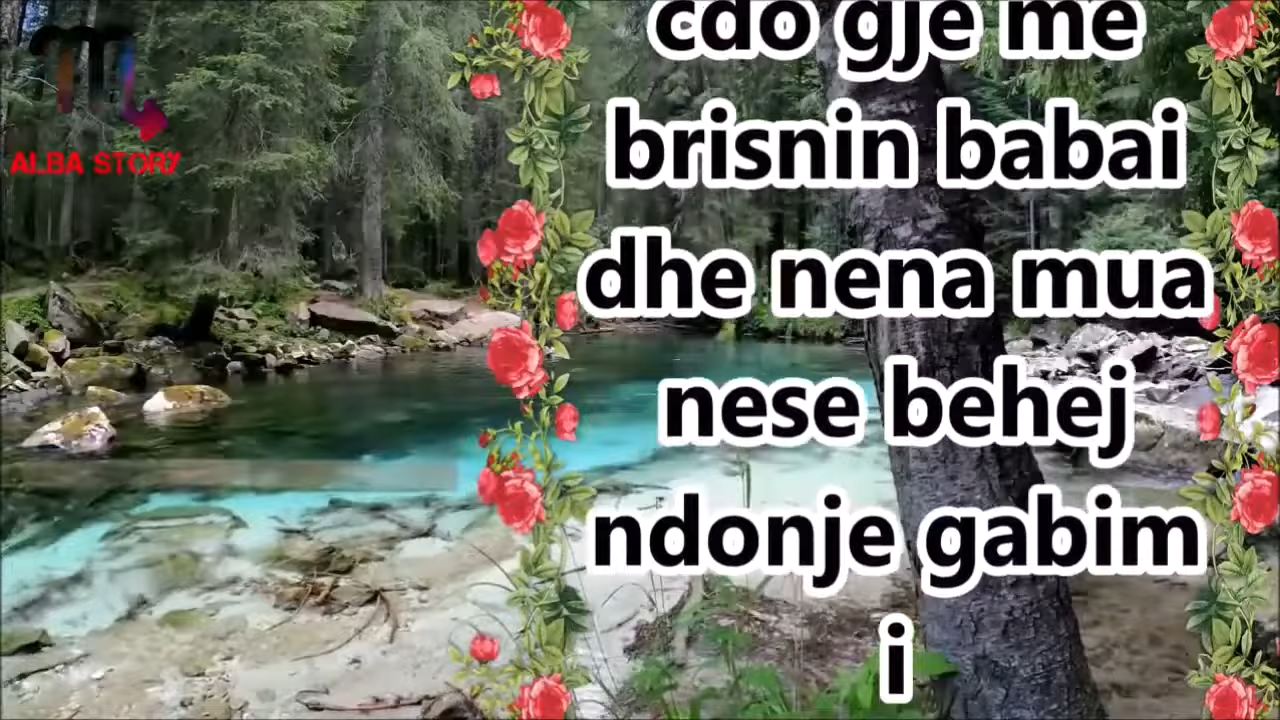 ALBA STORY
cdo gje me
brisnin babai
dhe nena mua
nese behej
ndonje gabim
i